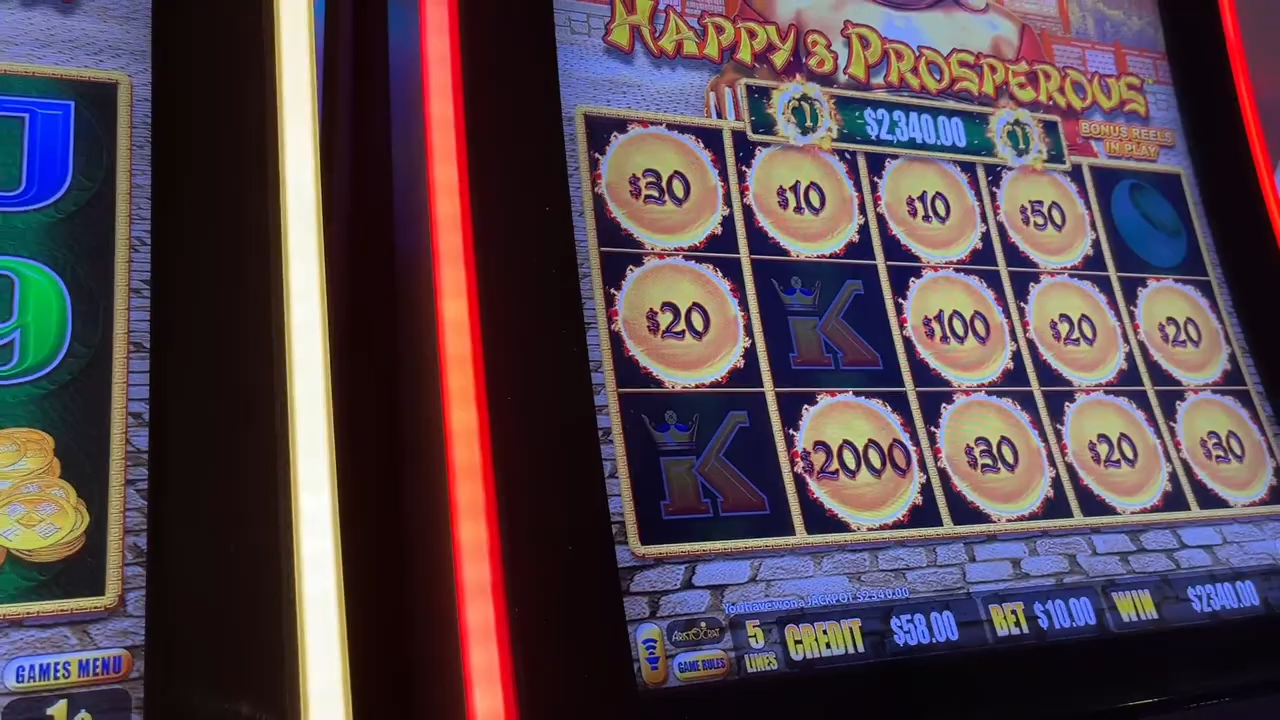 HAPPY & PROSPEROUS
$2,340.00
BONUS REELS
IN PLAY
$30 $10 $10 $50
$20 K $100 $20 $20
K $2000 $30 $20 $30
You have won a JACKPOT $2340.00
ARISTOCRAT
GAME RULES
5
LINES
CREDIT $58.00 BET $10.00 WIN $2340.00
J
9
GAMES MENU
1¢